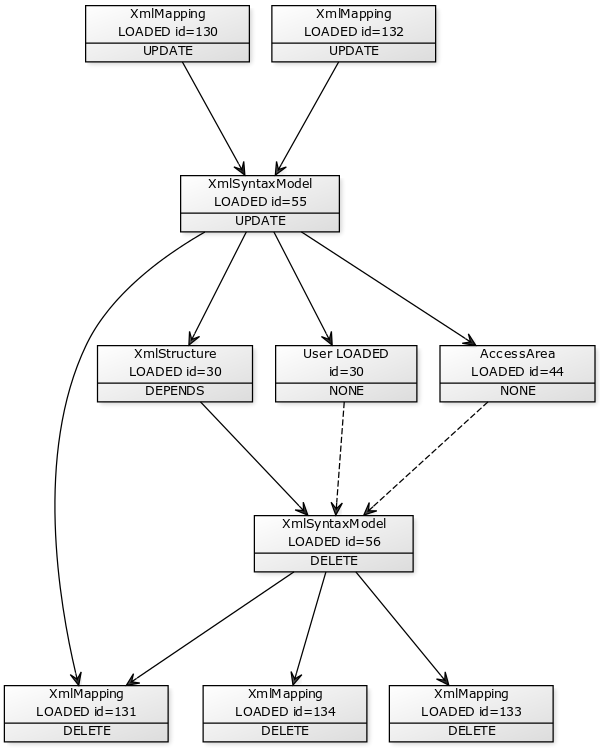 XmlMapping
LOADED id=130
UPDATE
XmlMapping
LOADED id=132
UPDATE
XmlSyntaxModel
LOADED id=55
UPDATE
XmlStructure
LOADED id=30
DEPENDS
User LOADED
id=30
NONE
AccessArea
LOADED id=44
NONE
XmlSyntaxModel
LOADED id=56
DELETE
XmlMapping
LOADED id=131
DELETE
XmlMapping
LOADED id=134
DELETE
XmlMapping
LOADED id=133
DELETE